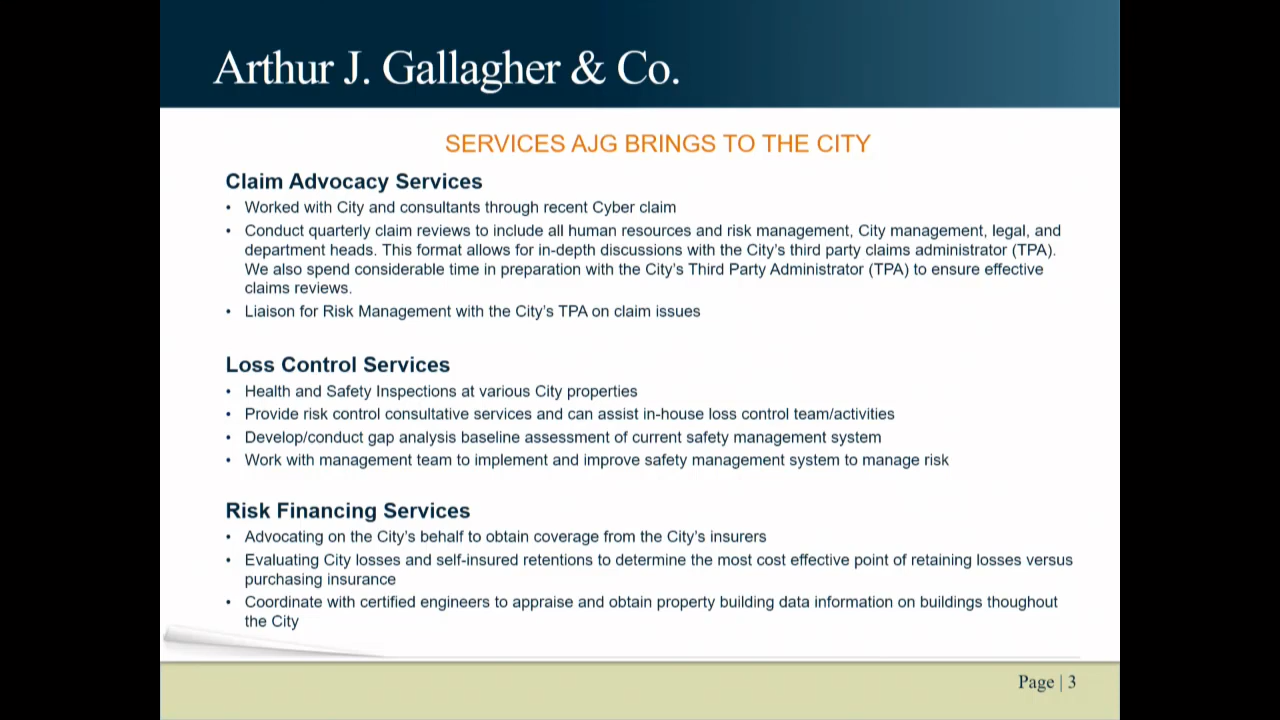 Arthur J. Gallagher & Co.
SERVICES AJG BRINGS TO THE CITY
Claim Advocacy Services
• Worked with City and consultants through recent Cyber claim
• Conduct quarterly claim reviews to include all human resources and risk management, City management, legal, and
department heads. This format allows for in-depth discussions with the City's third party claims administrator (TPA).
We also spend considerable time in preparation with the City's Third Party Administrator (TPA) to ensure effective
claims reviews.
• Liaison for Risk Management with the City's TPA on claim issues
Loss Control Services
• Health and Safety Inspections at various City properties
• Provide risk control consultative services and can assist in-house loss control team/activities
• Develop/conduct gap analysis baseline assessment of current safety management system
• Work with management team to implement and improve safety management system to manage risk
Risk Financing Services
• Advocating on the City's behalf to obtain coverage from the City's insurers
• Evaluating City losses and self-insured retentions to determine the most cost effective point of retaining losses versus
purchasing insurance
• Coordinate with certified engineers to appraise and obtain property building data information on buildings thoughout
the City
Page | 3